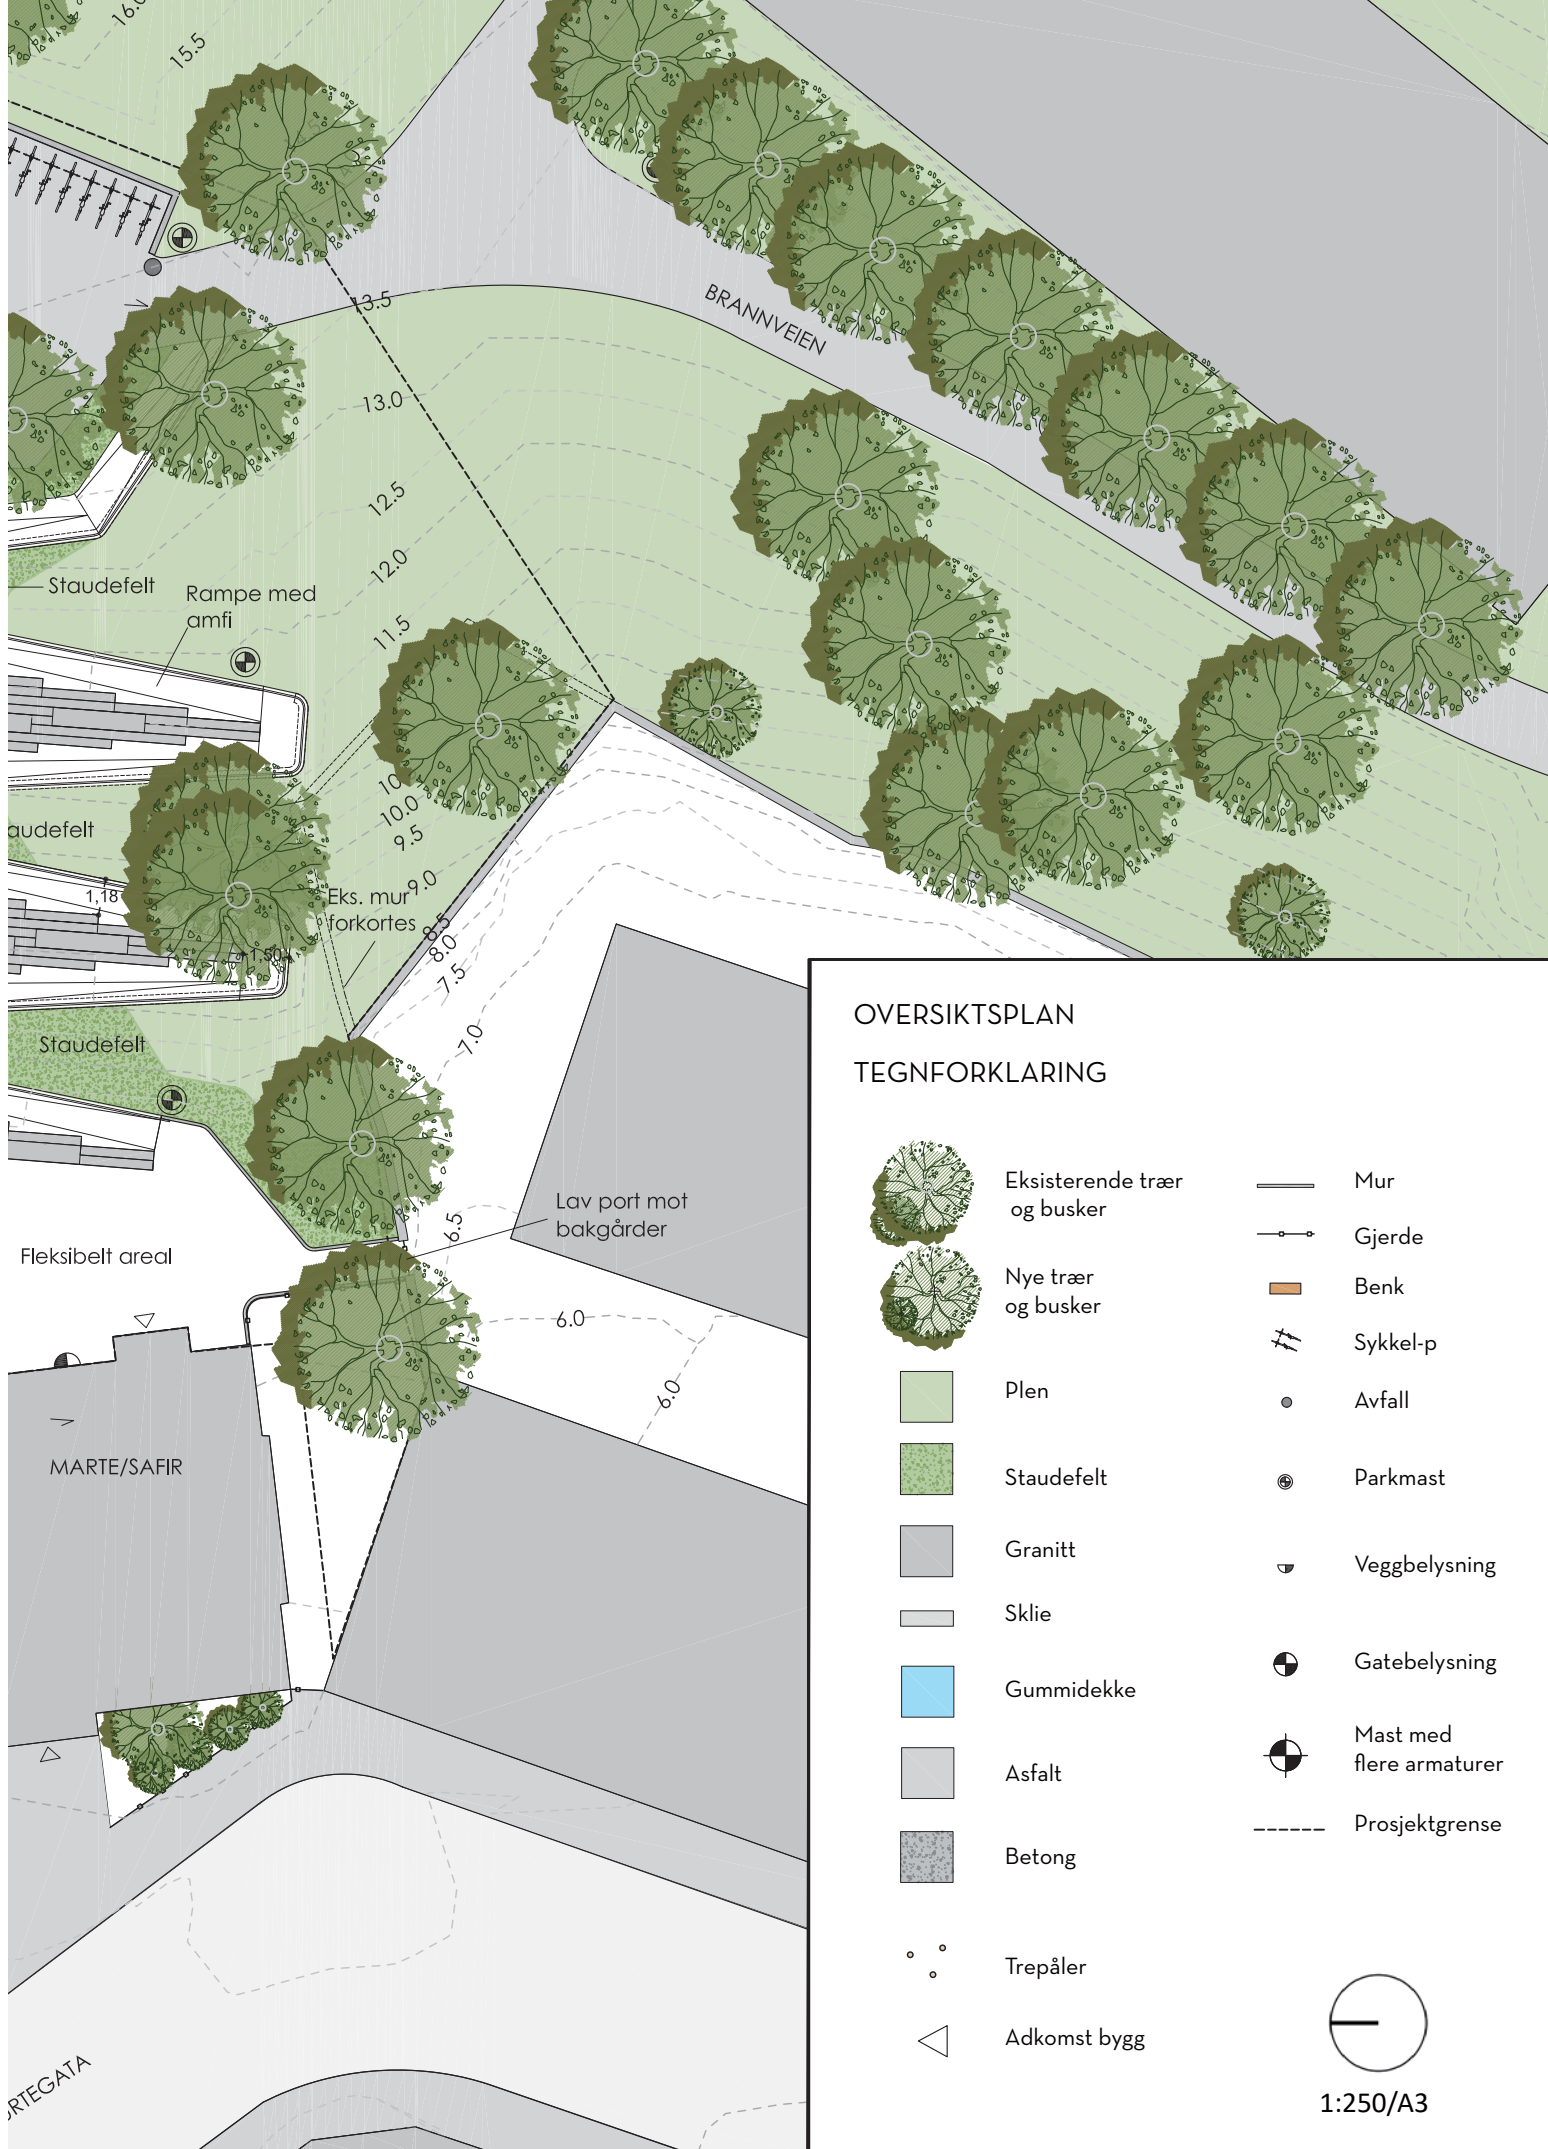 16.0
15.5
13.5
BRANNVEIEN
13.0
12.5
12.0
Staudefelt
Rampe med
amfi
11.5
10.0
9.5
audefelt
9.0
1,18
Eks. mur
forkortes
8.5
8.0
1,50
7.5
7.0
Staudefelt
Lav port mot
bakgårder
6.5
Fleksibelt areal
6.0
6.0
MARTE/SAFIR
RTEGATA
OVERSIKTSPLAN
TEGNFORKLARING
Eksisterende trær
og busker
Nye trær
og busker
Plen
Staudefelt
Granitt
Sklie
Gummidekke
Asfalt
Betong
Trepåler
Adkomst bygg
Mur
Gjerde
Benk
Sykkel-p
Avfall
Parkmast
Veggbelysning
Gatebelysning
Mast med
flere armaturer
Prosjektgrense
1:250/A3